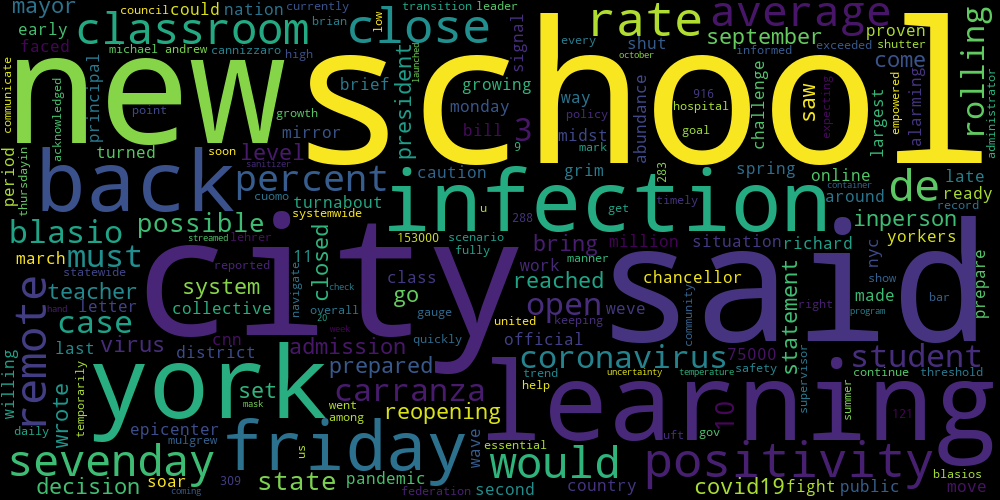 mayor
council
could
nation
currently
transition
leader
low
rate
average
proven
early
classroom
brian
close
september
exceeded
shutter
rolling
faced
michael
andrew
cannizzaro
high
signal
every
shut
informed
come
new
school
communicate
acknowledged
principal
brief
president
growing
launched
october
way
abundance
916
hospital
challenge
saw
expecting
largest
empowered
alarming
administrator
growth
point
mirror
monday
bill
3
policy
midst
mark
goal
turned
soon
level
9
period
thursdayin
back
sanitizer
percent
caution
grim
283
spring
online
container
late
cuomo
turnabout
infection
u
288
get
timely
around
record
de
ready
possible
systemwide
inperson
blasio
streamed
lehrer
153000
scenario
fully
bring
million
situation
richard
nyc
yorkers
march
must
city
said
closed
11
navigate
manner
statewide
reported
class
work
reached
chancellor
show
prepare
teacher
system
check
go
open
weve
statement
made
bar
remote
hand
letter
collective
overall
gauge
official
community
right
program
case
20
week
united
keeping
last
virus
cnn
admission
quickly
coronavirus
75000
student
district
prepared
trend
safety
willing
york
uncertainty
temperature
supervisor
continue
threshold
wrote
temporarily
set
mask
carranza
help
learning
summer
went
among
reopening
10
121
daily
epicenter
mulgrew
friday
wave
essential
uft
gov
sevenday
us
would
positivity
blasios
decision
soar
309
state
pandemic
second
country
covid19
fight
public
move
coming
federation